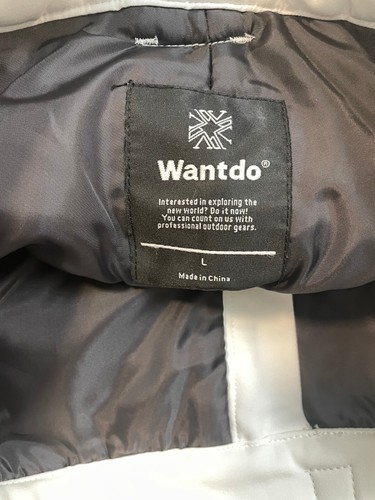 Wantdo®
Interested in exploring the
new world? Do it now!
You can count on us with
professional outdoor gears.
L
Made in China